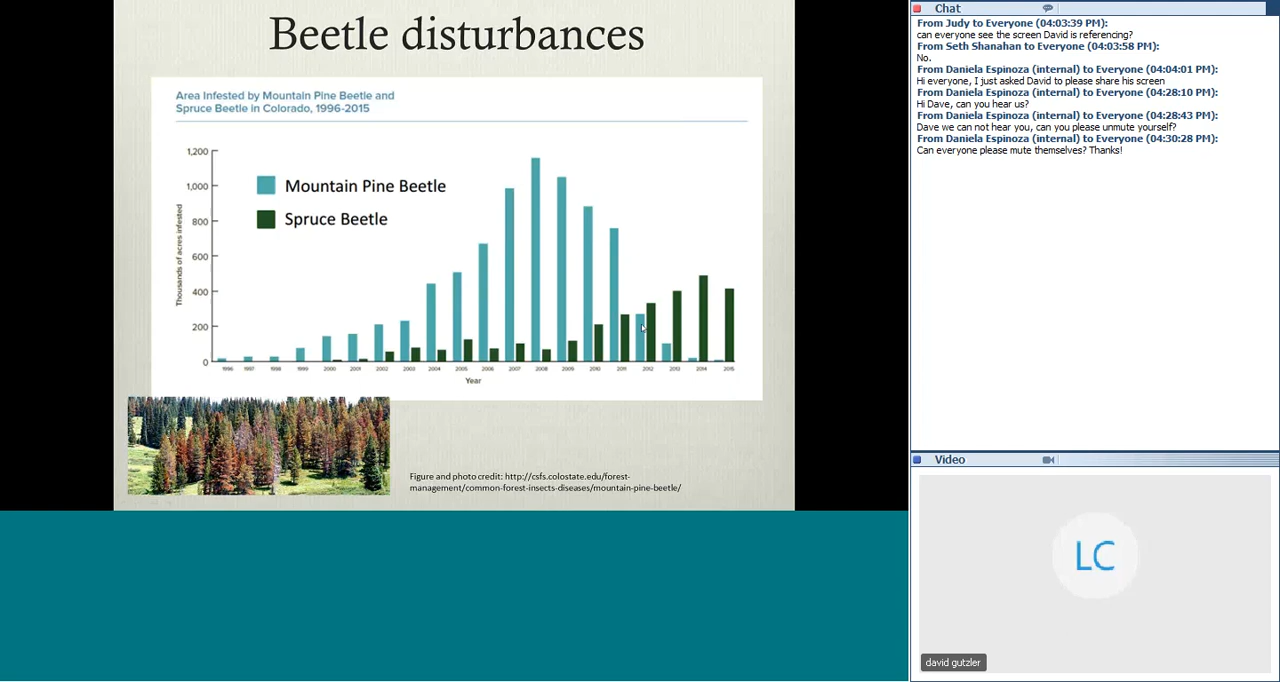 Beetle disturbances
Area Infested by Mountain Pine Beetle and
Spruce Beetle in Colorado, 1996-2015
Thousands of acres infested
1,200
1,000
800
600
400
200
0
Mountain Pine Beetle
Spruce Beetle
1996 1997 1998 1999 2000 2001 2002 2003 2004 2005 2006 2007 2008 2009 2010 2011 2012 2013 2014 2015
Year
Figure and photo credit: http://csfs.colostate.edu/forest-
management/common-forest-insects-diseases/mountain-pine-beetle/
Chat
From Judy to Everyone (04:03:39 PM):
can everyone see the screen David is referencing?
From Seth Shanahan to Everyone (04:03:58 PM):
No.
From Daniela Espinoza (internal) to Everyone (04:04:01 PM):
Hi everyone, I just asked David to please share his screen
From Daniela Espinoza (internal) to Everyone (04:28:10 PM):
Hi Dave, can you hear us?
From Daniela Espinoza (internal) to Everyone (04:28:43 PM):
Dave we can not hear you, can you please unmute yourself?
From Daniela Espinoza (internal) to Everyone (04:30:28 PM):
Can everyone please mute themselves? Thanks!
Video
LC
david gutzler